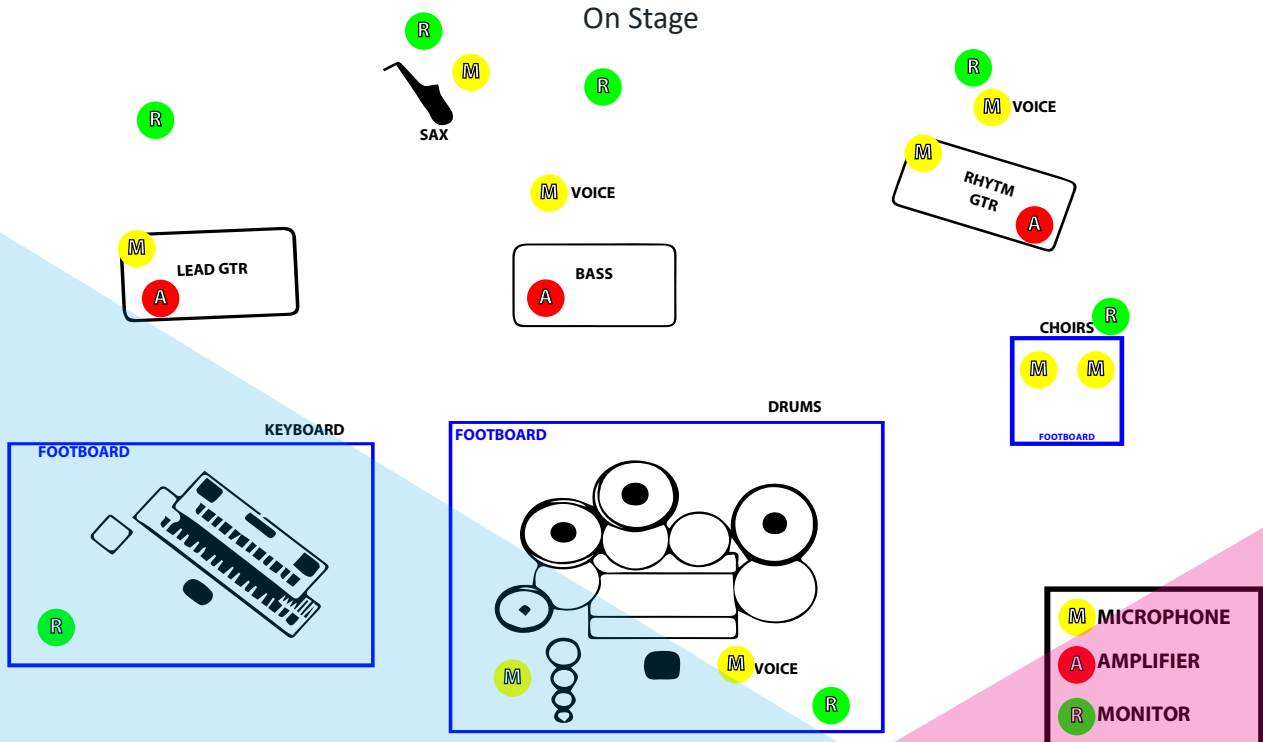 On Stage
R
M
R
R
R
M VOICE
SAX
M
RHYTM
GTR
A
M VOICE
M
LEAD GTR
A
BASS
A
CHOIRS
R
M M
FOOTBOARD
DRUMS
FOOTBOARD
KEYBOARD
FOOTBOARD
R
M
M VOICE
R
M MICROPHONE
A AMPLIFIER
R MONITOR